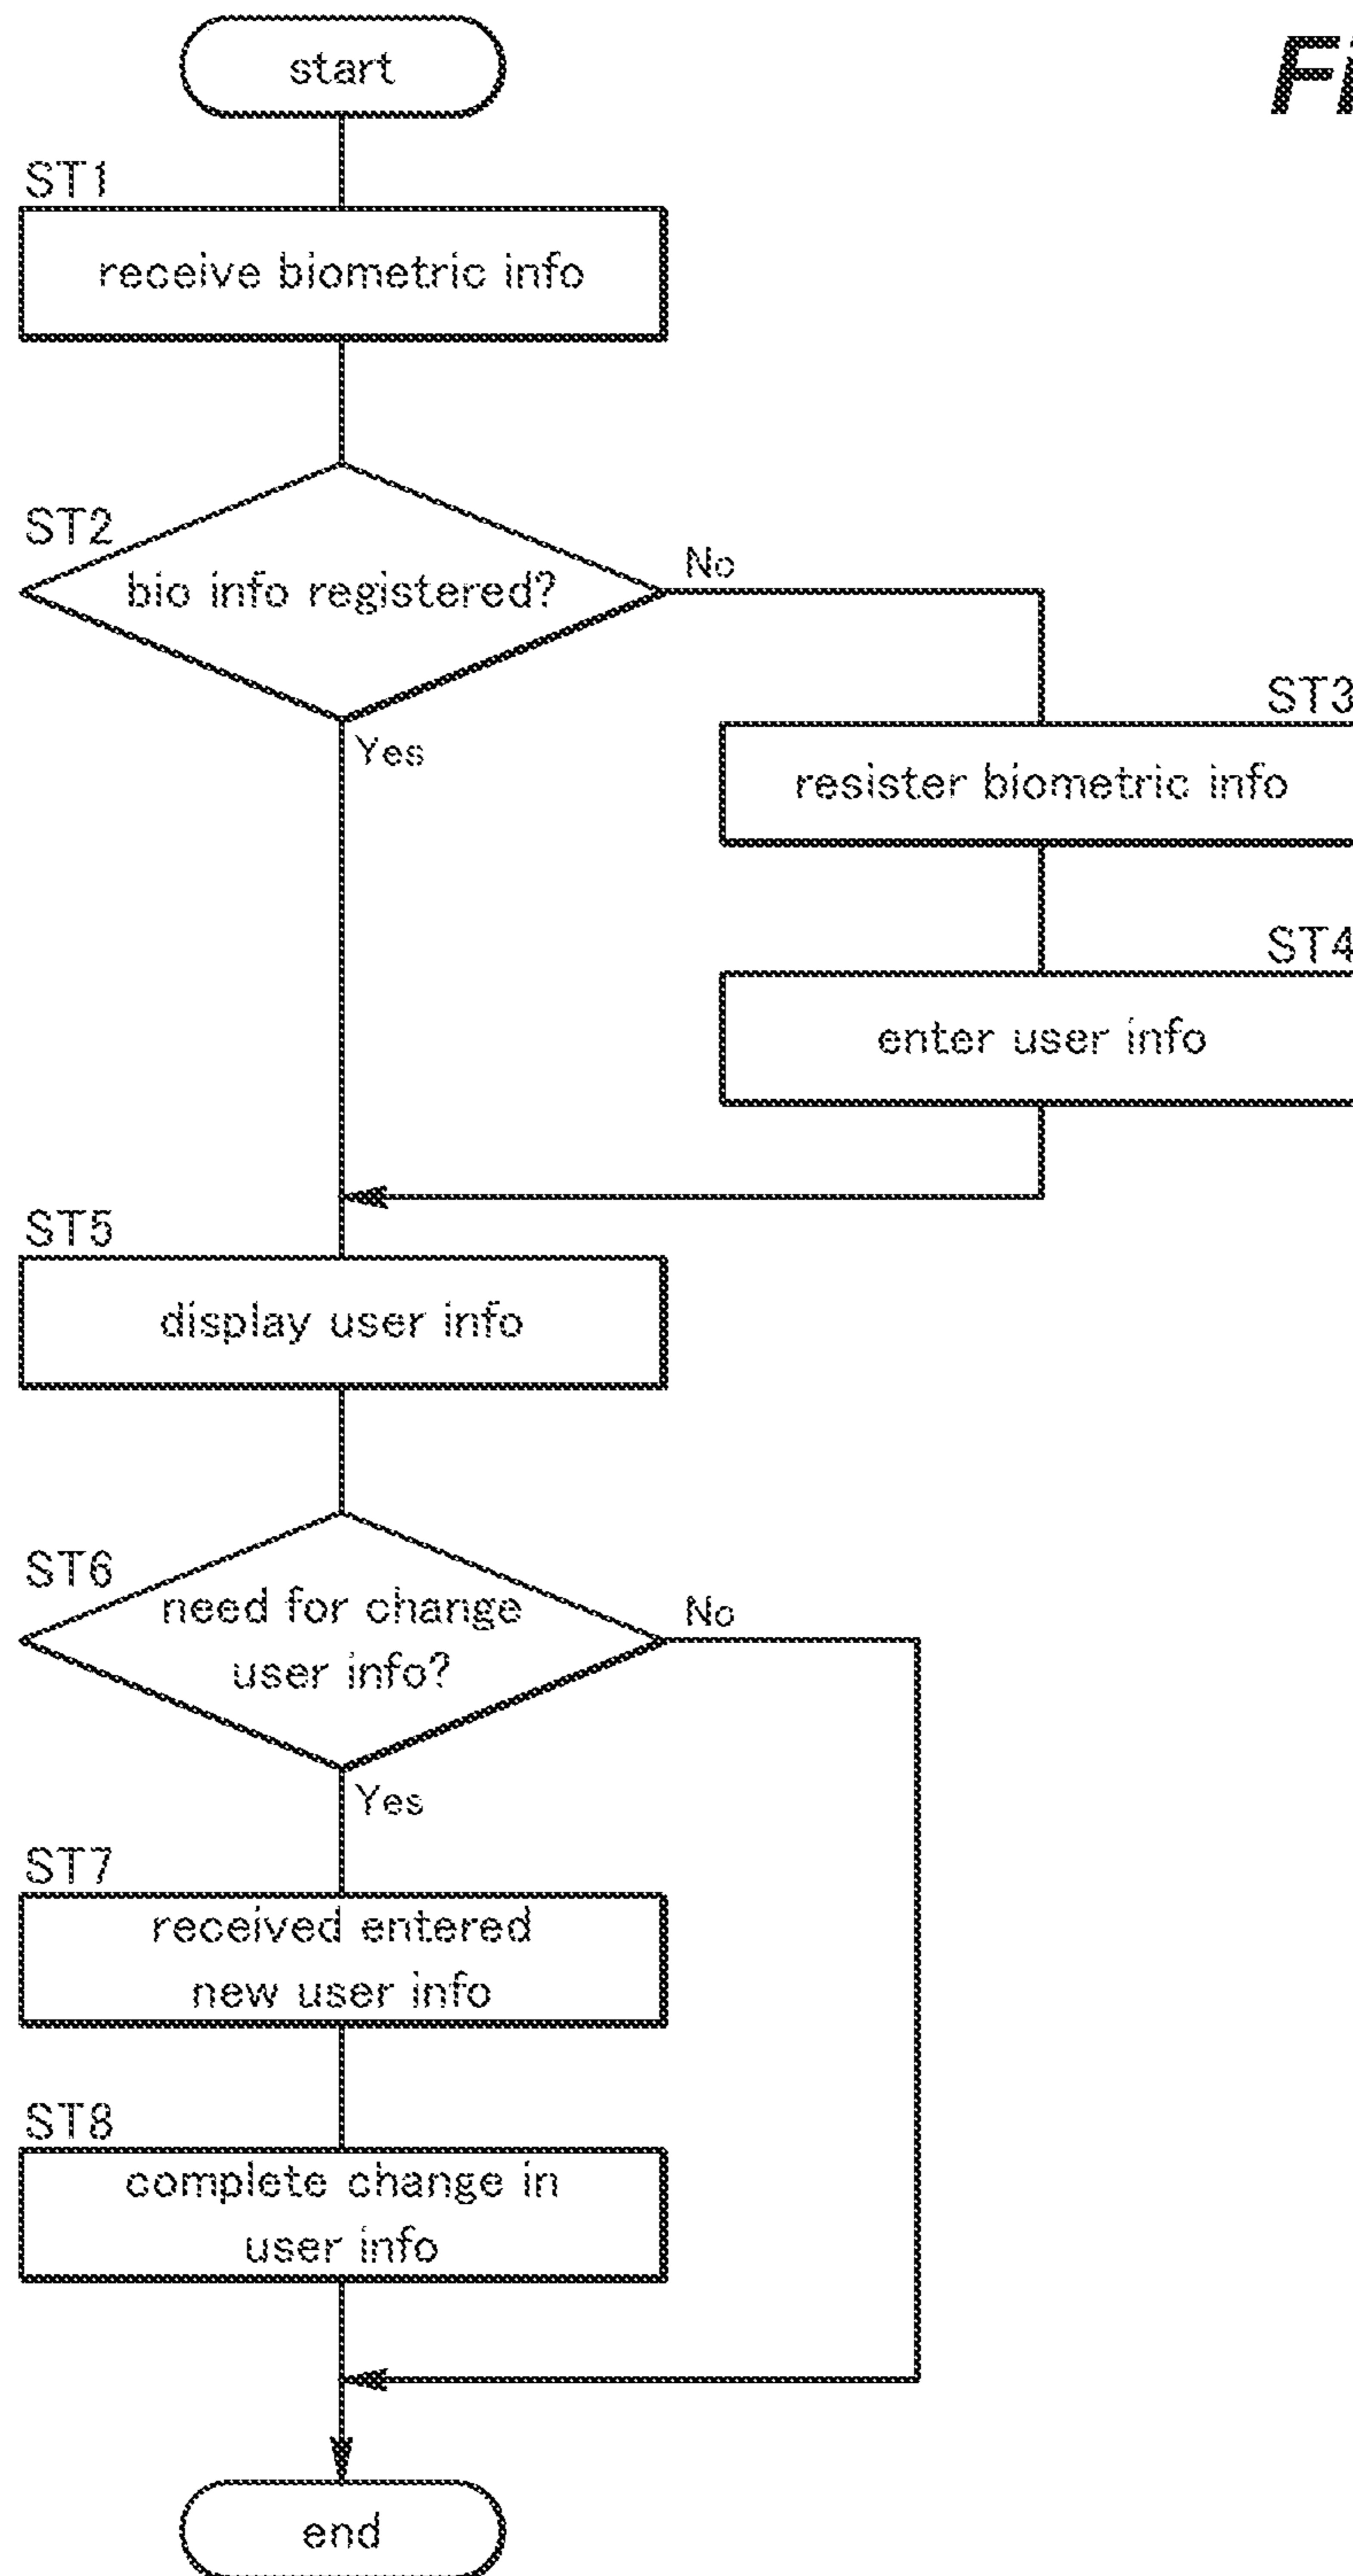 start
Fi
ST1
receive biometric info
ST2
bio info registered?
No
Yes
ST3
resister biometric info
ST4
enter user info
ST5
display user info
ST6
need for change
user info?
No
Yes
ST7
received entered
new user info
ST8
complete change in
user info
end